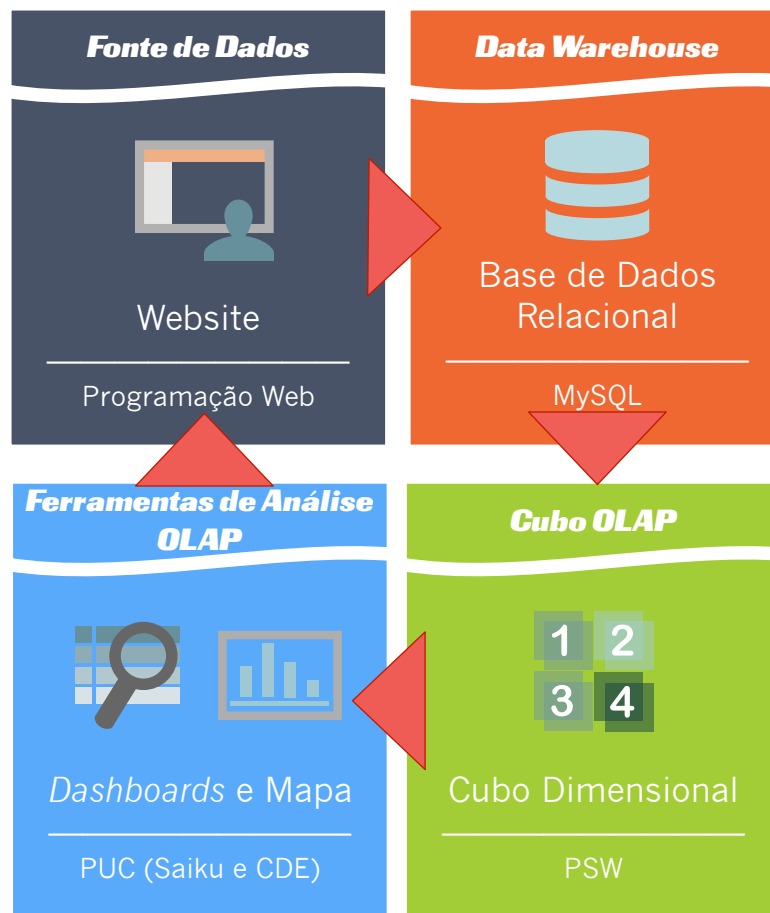 Fonte de Dados
Website
Programação Web
Data Warehouse
Base de Dados
Relacional
MySQL
Ferramentas de Análise
OLAP
Dashboards e Mapa
PUC (Saiku e CDE)
Cubo OLAP
1 2
3 4
Cubo Dimensional
PSW